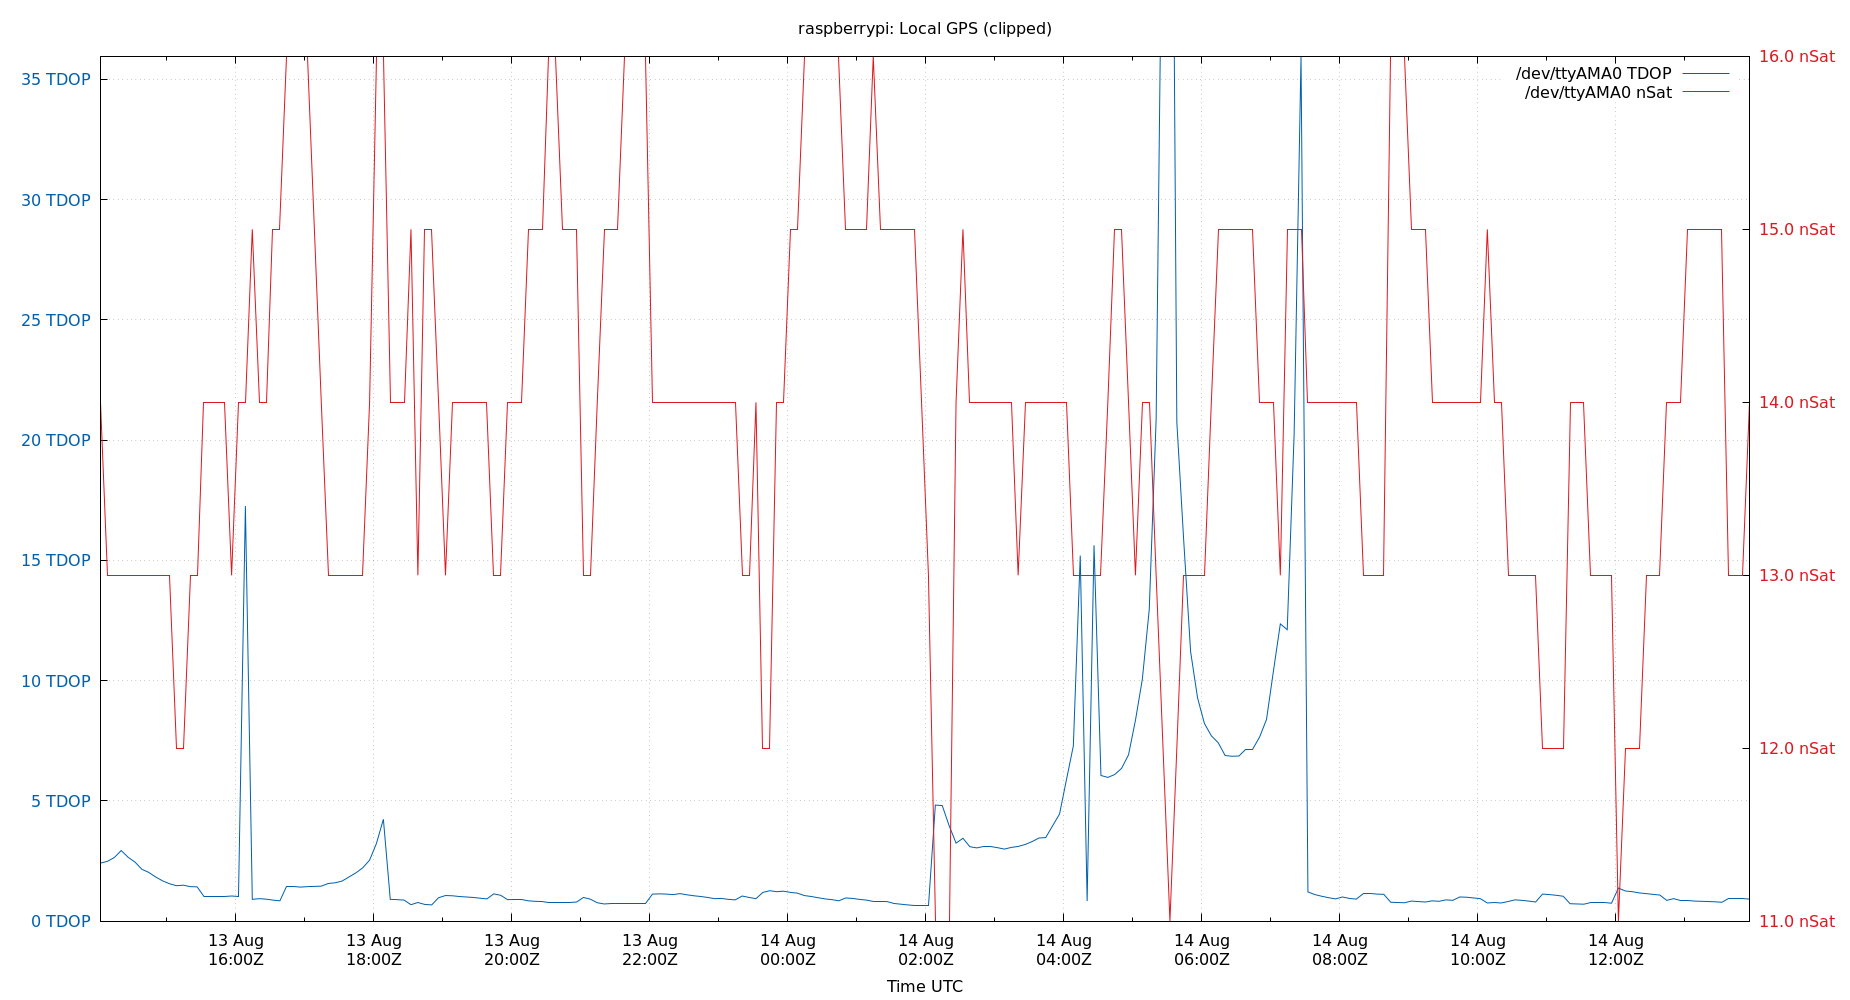 raspberrypi: Local GPS (clipped)
/dev/ttyAMA0 TDOP
/dev/ttyAMA0 nSat
35 TDOP
30 TDOP
25 TDOP
20 TDOP
15 TDOP
10 TDOP
5 TDOP
0 TDOP
16.0 nSat
15.0 nSat
14.0 nSat
13.0 nSat
12.0 nSat
11.0 nSat
13 Aug
16:00Z
13 Aug
18:00Z
13 Aug
20:00Z
13 Aug
22:00Z
14 Aug
00:00Z
14 Aug
02:00Z
14 Aug
04:00Z
14 Aug
06:00Z
14 Aug
08:00Z
14 Aug
10:00Z
14 Aug
12:00Z
Time UTC